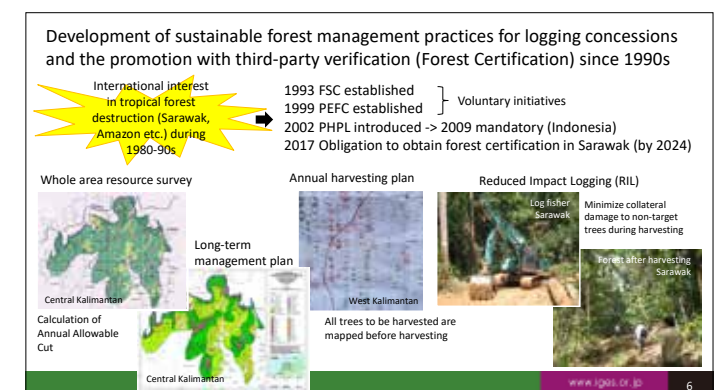 Development of sustainable forest management practices for logging concessions
and the promotion with third-party verification (Forest Certification) since 1990s
International interest
in tropical forest
destruction (Sarawak,
Amazon etc.) during
1980-90s
1993 FSC established
1999 PEFC established
Voluntary initiatives
2002 PHPL introduced -> 2009 mandatory (Indonesia)
2017 Obligation to obtain forest certification in Sarawak (by 2024)
Whole area resource survey
Central Kalimantan
Calculation of
Annual Allowable
Cut
Long-term
management plan
Central Kalimantan
Annual harvesting plan
West Kalimantan
All trees to be harvested are
mapped before harvesting
Reduced Impact Logging (RIL)
Log fisher
Sarawak
Minimize collateral
damage to non-target
trees during harvesting
Forest after harvesting
Sarawak
www.iges.or.jp
6